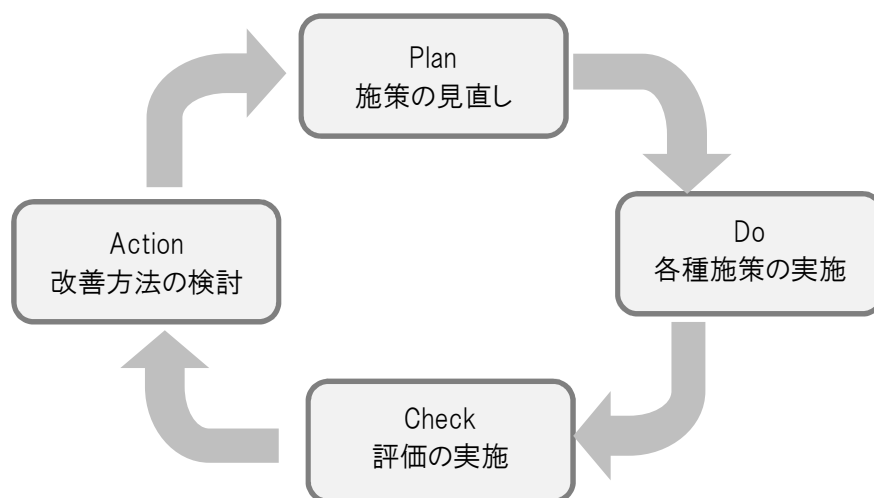 Plan
施策の見直し
Do
各種施策の実施
Check
評価の実施
Action
改善方法の検討